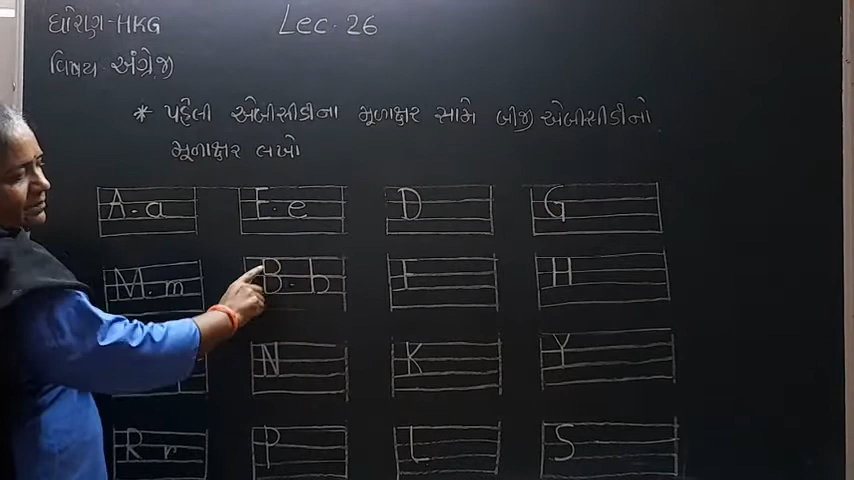 ધોરણ-HKG
Lec. 26
વિષય અંગ્રેજી
* પહેલી એબીસીડીના મૂળાક્ષર સામે બીજી એબીસીડીનો
મૂળાક્ષર લખો
A.a E.e D G
M.m B.b F H
N K Y
R r P L S